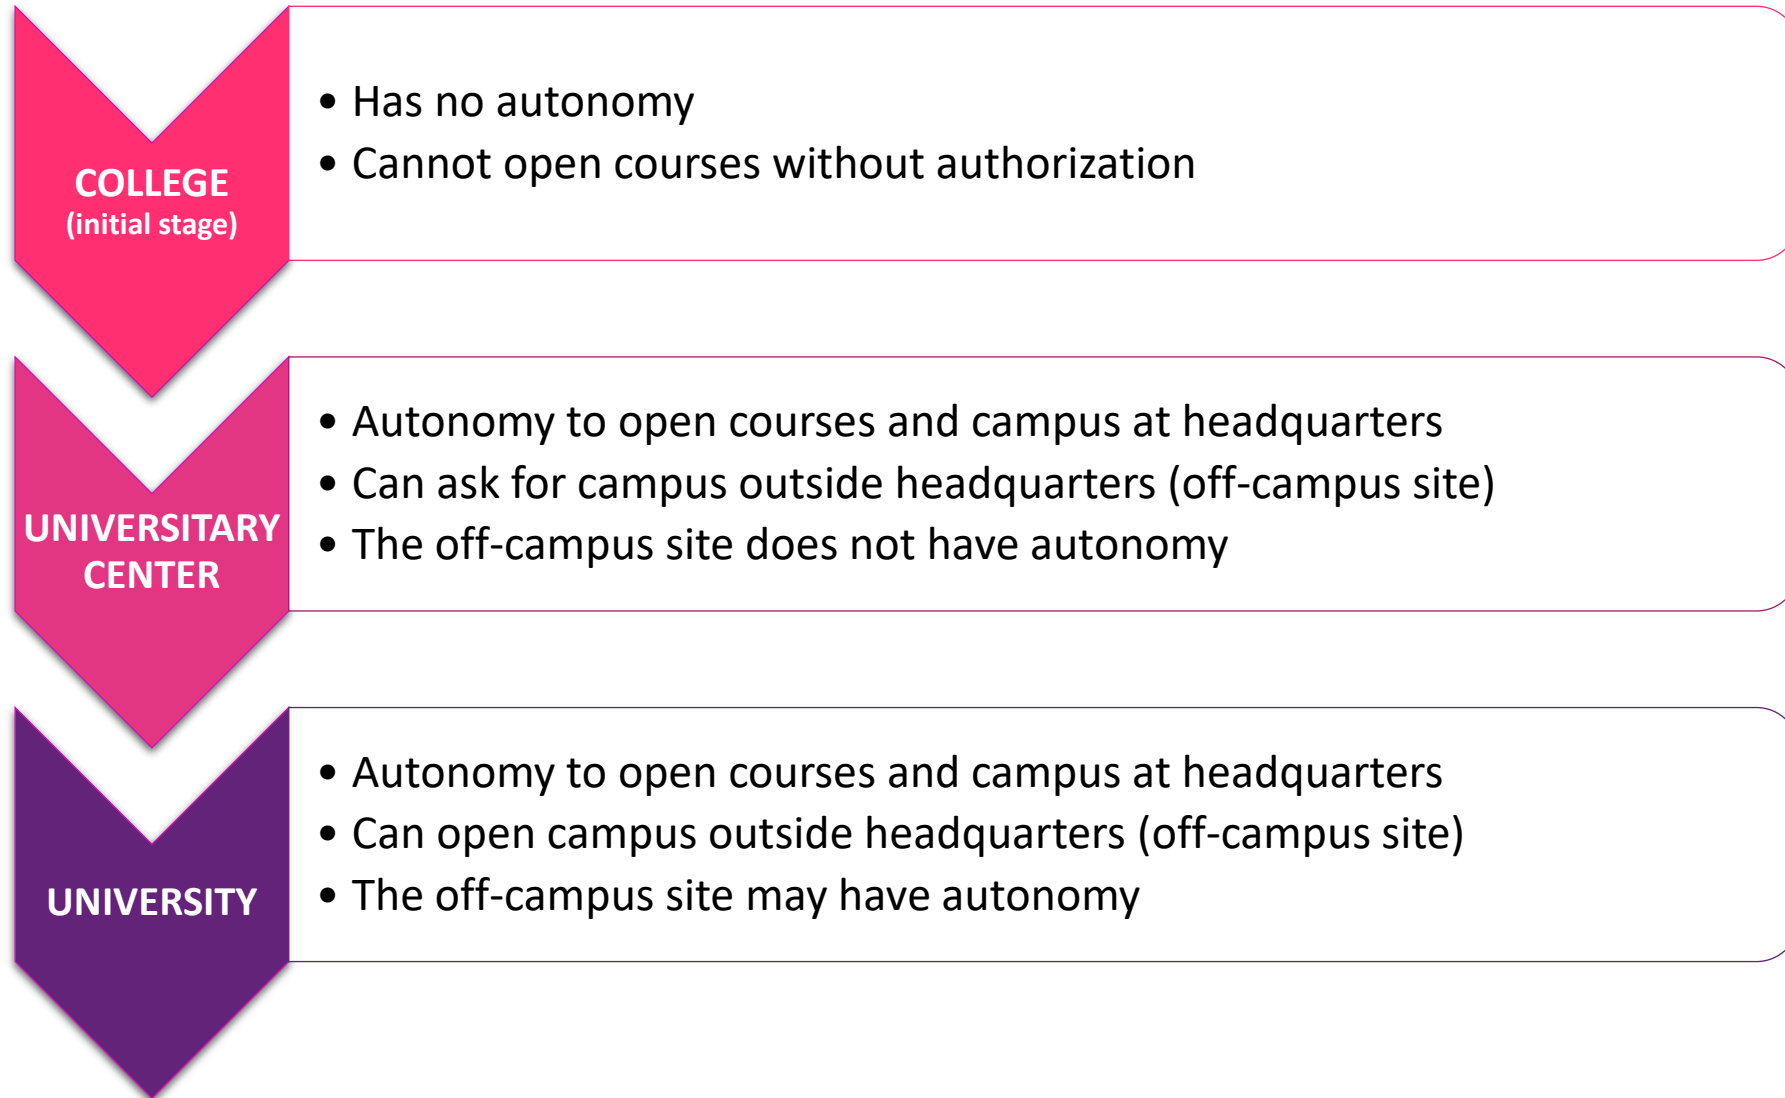 COLLEGE
(initial stage)
• Has no autonomy
• Cannot open courses without authorization
UNIVERSITARY
CENTER
• Autonomy to open courses and campus at headquarters
• Can ask for campus outside headquarters (off-campus site)
• The off-campus site does not have autonomy
UNIVERSITY
• Autonomy to open courses and campus at headquarters
• Can open campus outside headquarters (off-campus site)
• The off-campus site may have autonomy